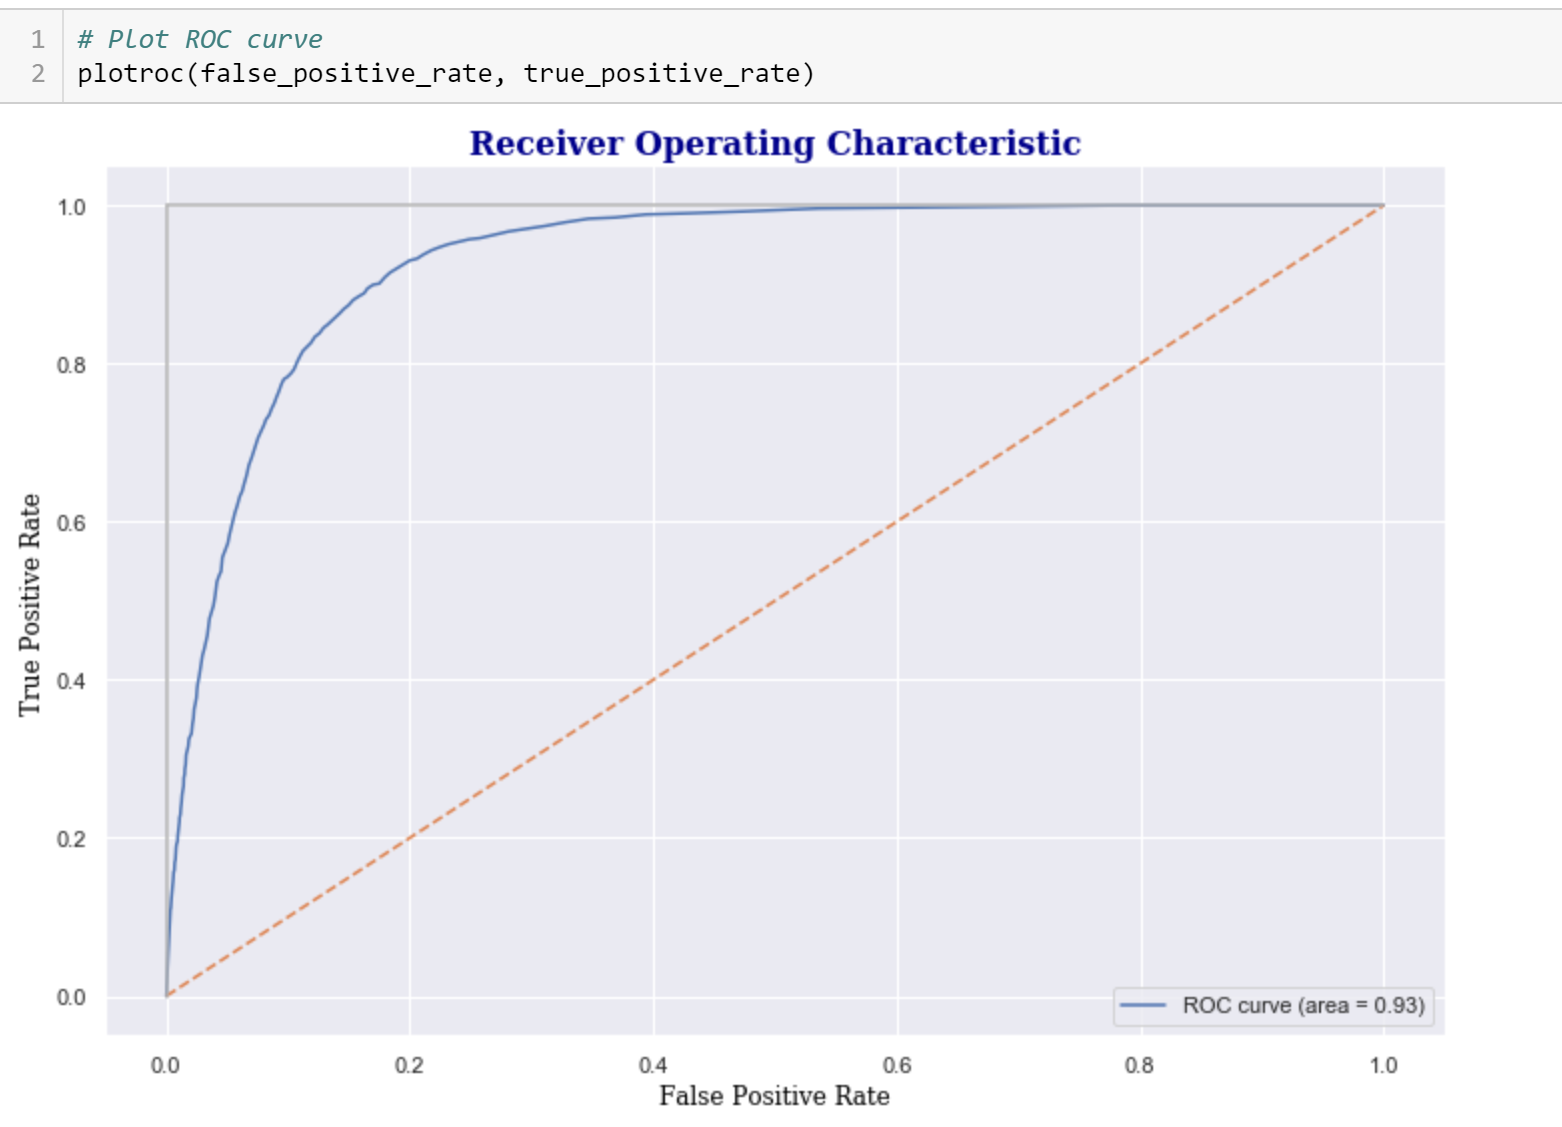 1 # Plot ROC curve
2 plotroc(false_positive_rate, true_positive_rate)
Receiver Operating Characteristic
1.0
0.8
0.6
0.4
0.2
0.0
True Positive Rate
ROC curve (area = 0.93)
0.0 0.2 0.4 0.6 0.8 1.0
False Positive Rate